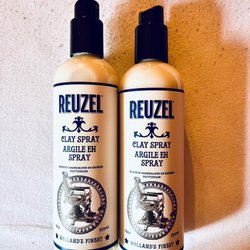 REUZEL
CLAY SPRAY
ARGILE EN
SPRAY
HOLLAND'S FINEST
REUZEL
CLAY SPRAY
ARGILE EN
SPRAY
HOLLAND'S FINEST